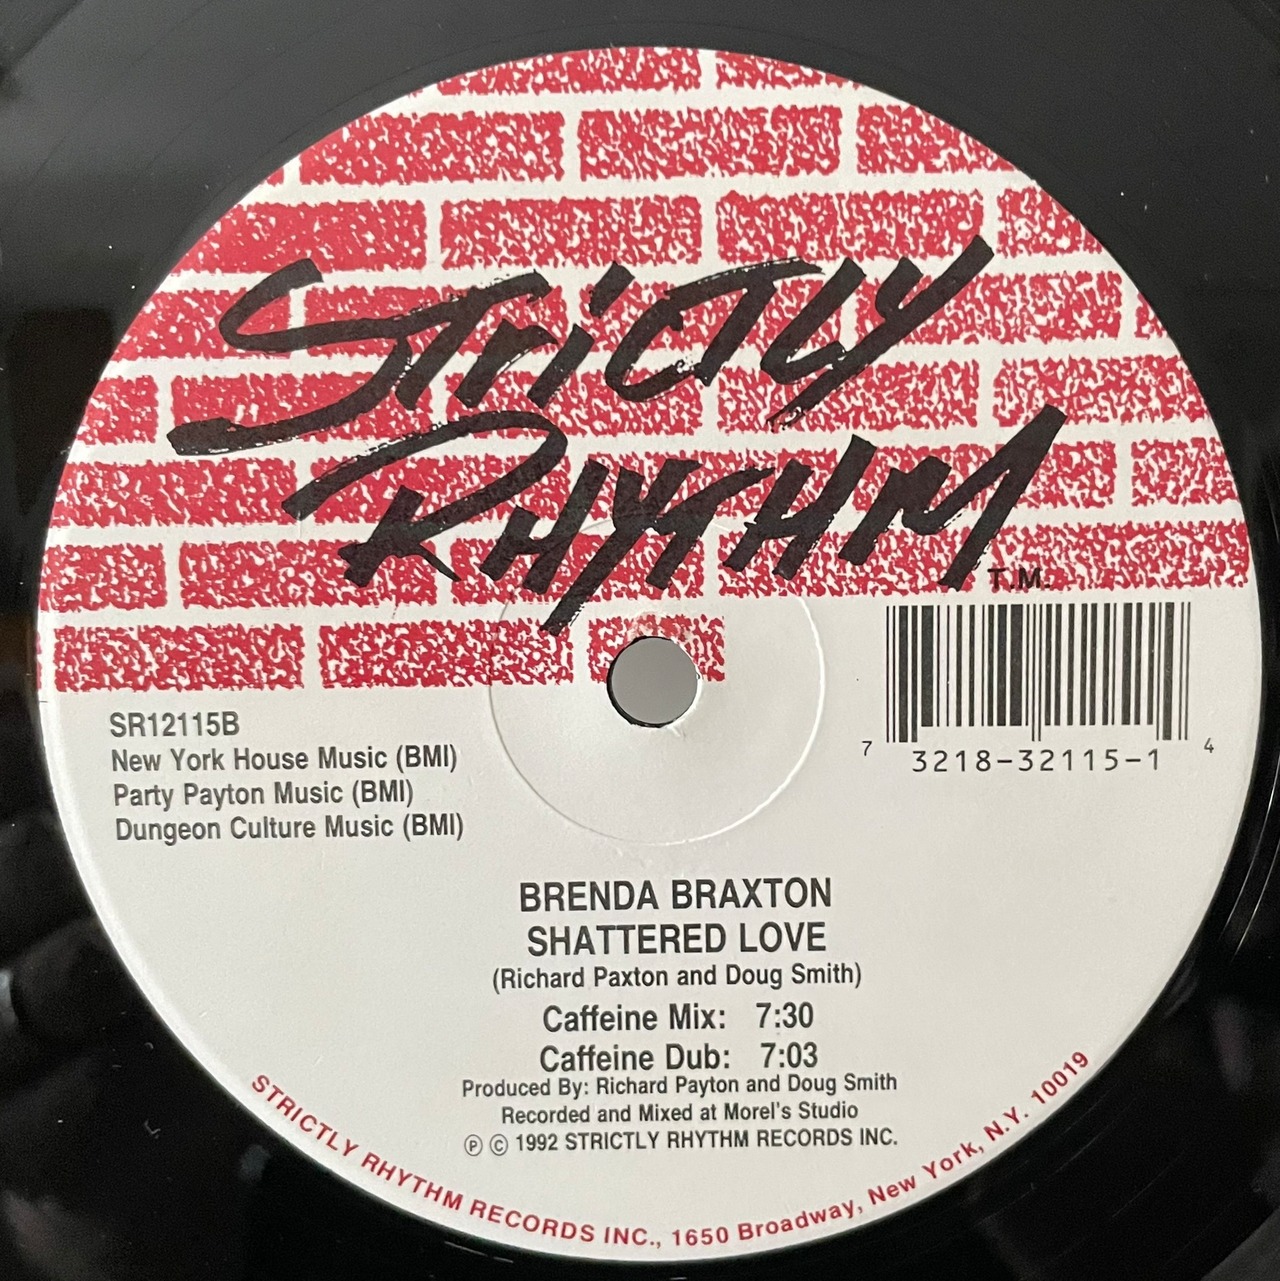 STRICTLY
RHYTHM
T.M.
7 3218-32115-1 4
SR12115B
New York House Music (BMI)
Party Payton Music (BMI)
Dungeon Culture Music (BMI)
BRENDA BRAXTON
SHATTERED LOVE
(Richard Paxton and Doug Smith)
Caffeine Mix: 7:30
Caffeine Dub: 7:03
Produced By: Richard Payton and Doug Smith
Recorded and Mixed at Morel's Studio
Ⓟ © 1992 STRICTLY RHYTHM RECORDS INC.
STRICTLY RHYTHM RECORDS INC., 1650 Broadway, New York, N.Y. 10019